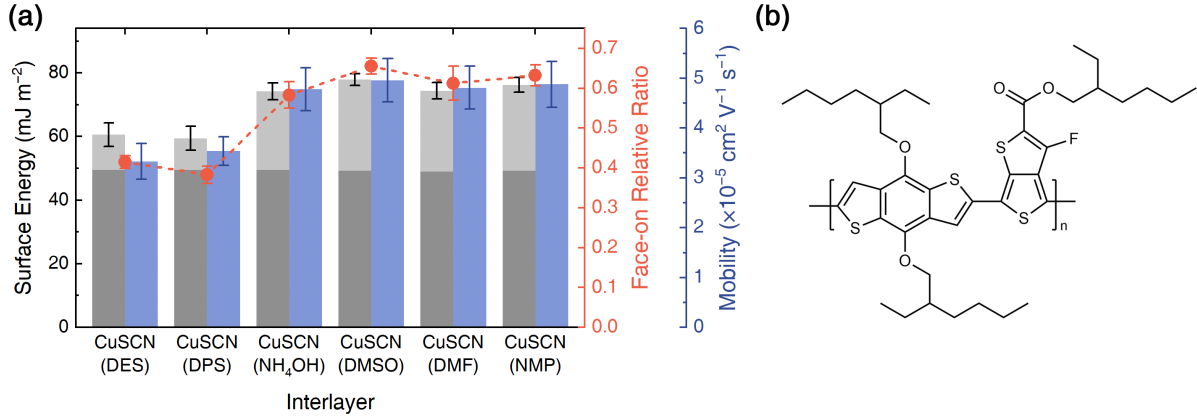 (a)
Surface Energy (mJ m⁻²)
80
60
40
20
0
CuSCN
(DES)
CuSCN
(DPS)
CuSCN
(NH₄OH)
CuSCN
(DMSO)
CuSCN
(DMF)
CuSCN
(NMP)
Interlayer
0.7
0.6
0.5
0.4
0.3
0.2
0.1
0.0
Face-on Relative Ratio
6
5
4
3
2
1
0
Mobility (×10⁻⁵ cm² V⁻¹ s⁻¹)
(b)
O
O
F
S
O
S
S
S
n
O